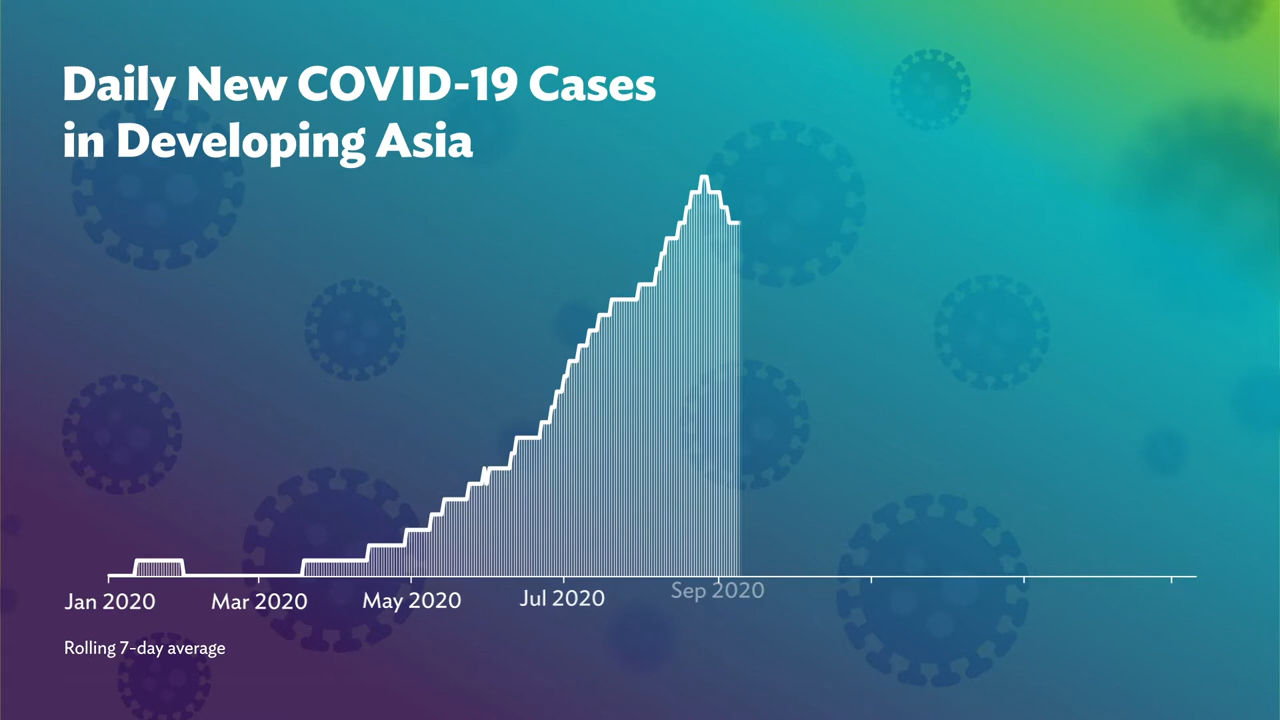 Daily New COVID-19 Cases
in Developing Asia
Jan 2020 Mar 2020 May 2020 Jul 2020 Sep 2020
Rolling 7-day average